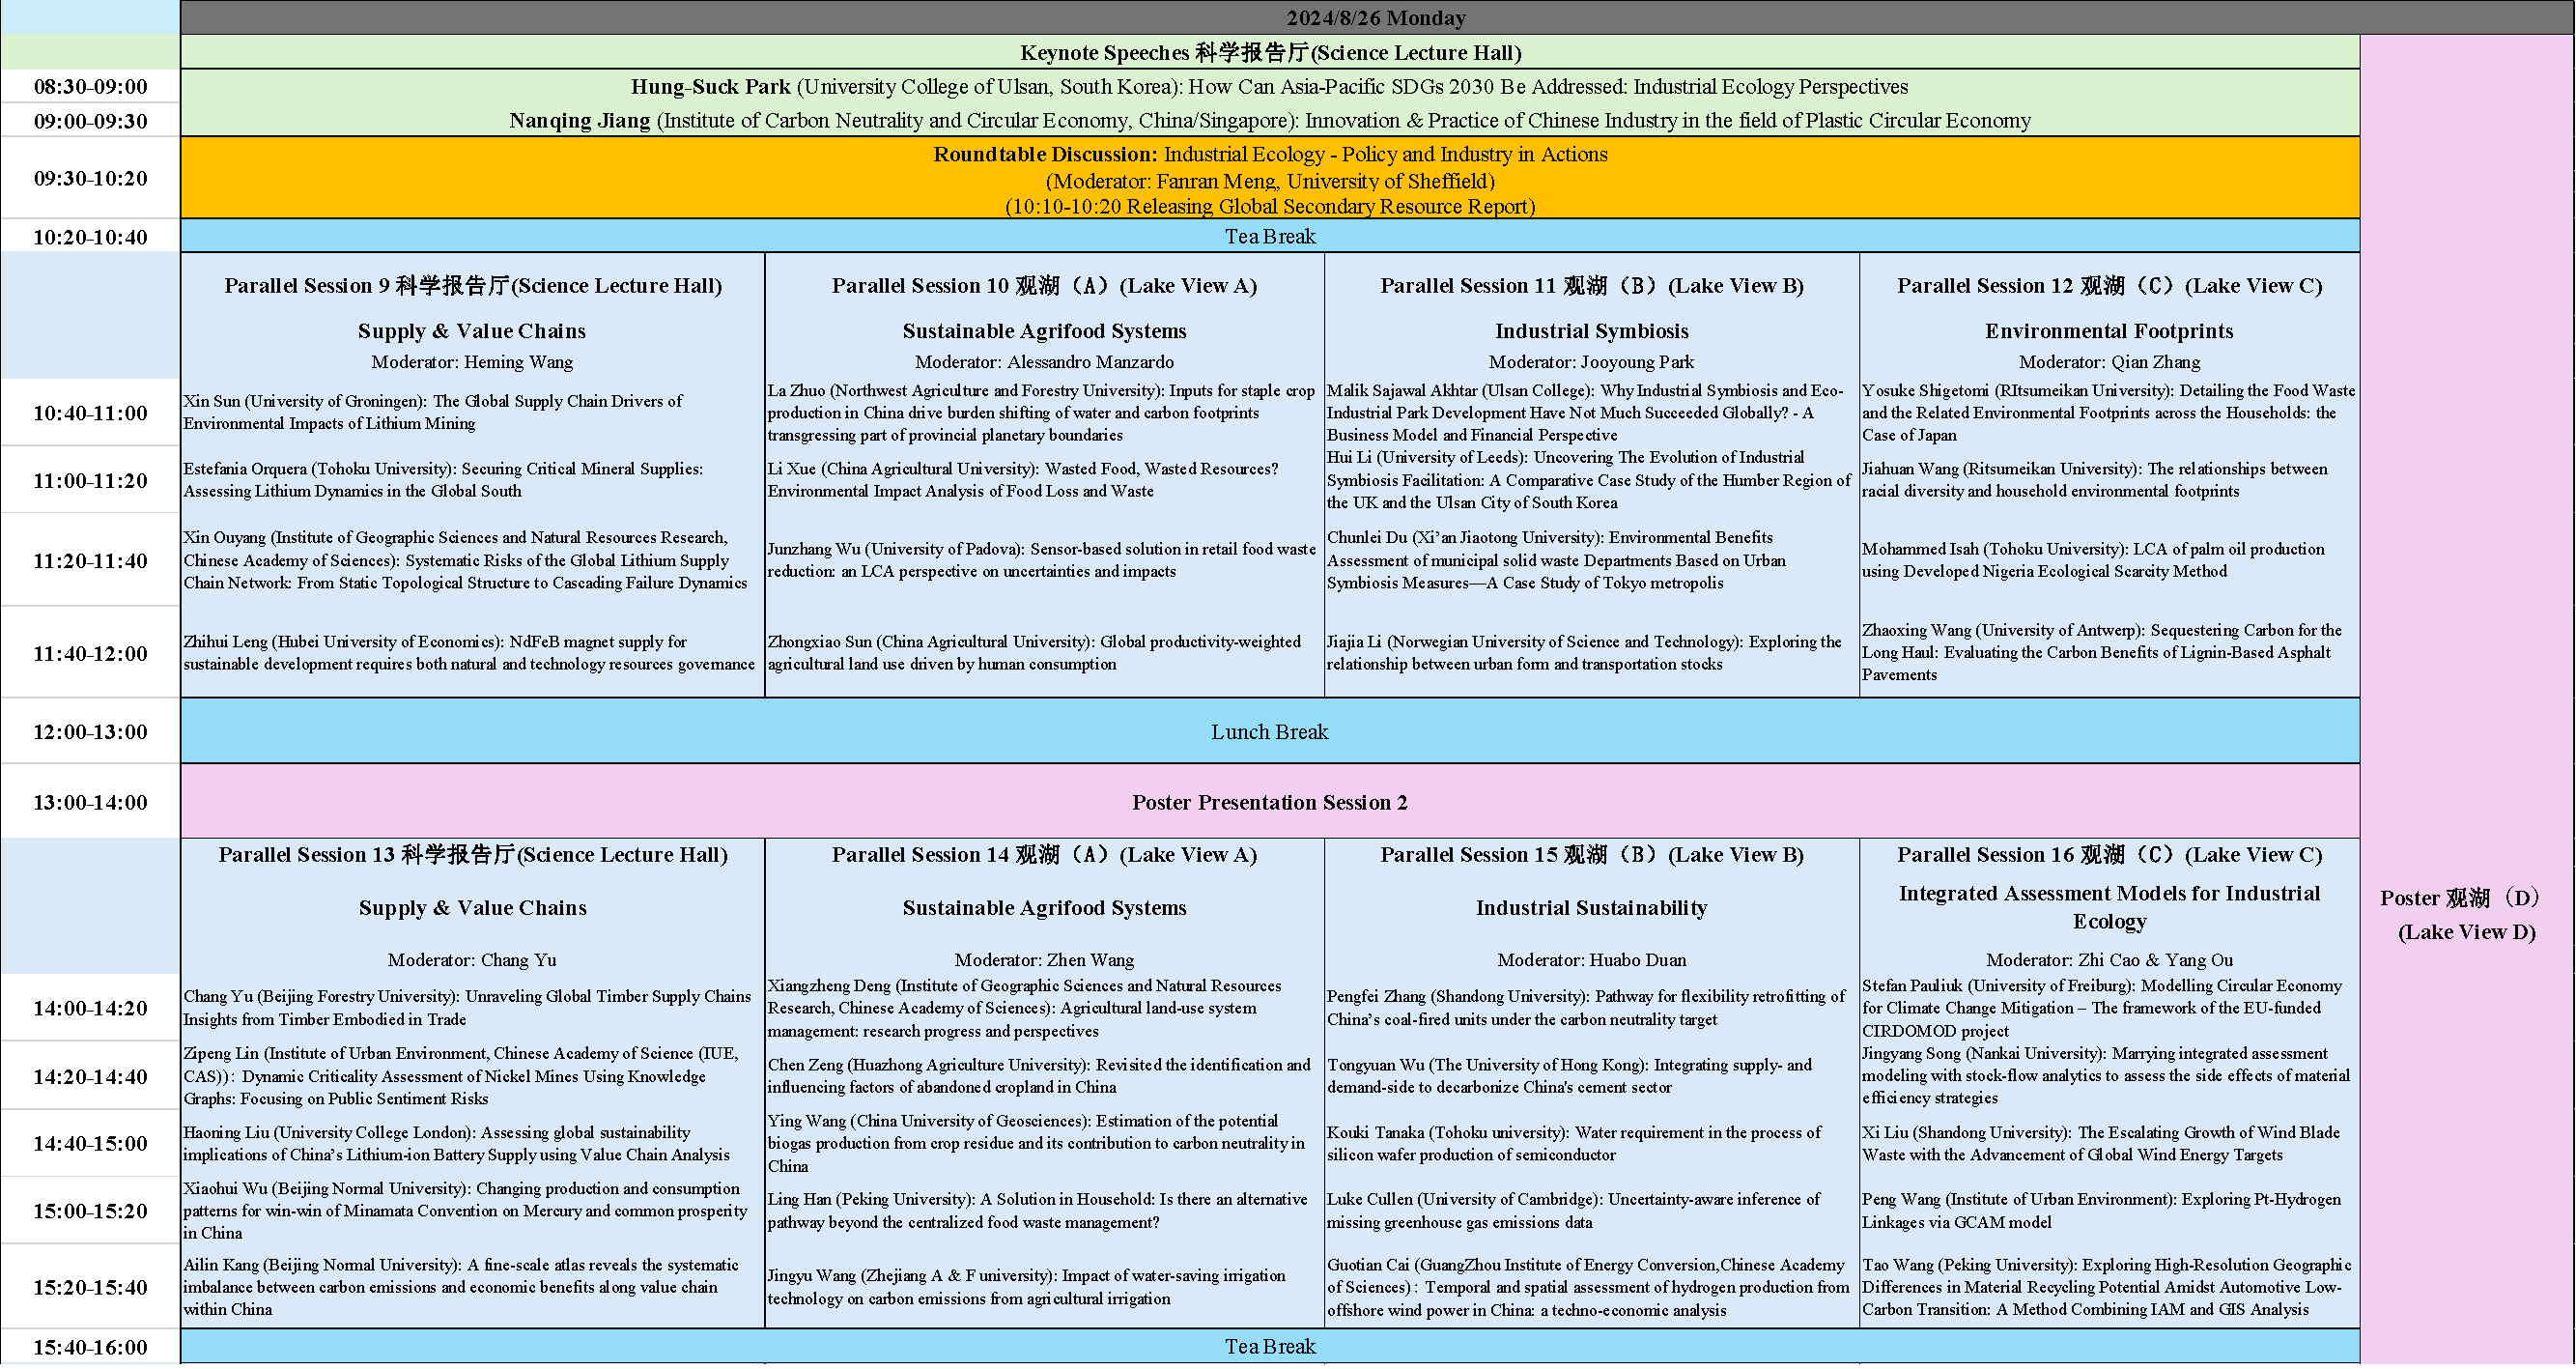 2024/8/26 Monday
Keynote Speeches 科学报告厅(Science Lecture Hall)
08:30-09:00
Hung-Suck Park (University College of Ulsan, South Korea): How Can Asia-Pacific SDGs 2030 Be Addressed: Industrial Ecology Perspectives
09:00-09:30
Nanqing Jiang (Institute of Carbon Neutrality and Circular Economy, China/Singapore): Innovation & Practice of Chinese Industry in the field of Plastic Circular Economy
09:30-10:20
Roundtable Discussion: Industrial Ecology - Policy and Industry in Actions
(Moderator: Fanran Meng, University of Sheffield)
(10:10-10:20 Releasing Global Secondary Resource Report)
10:20-10:40
Tea Break
Parallel Session 9 科学报告厅(Science Lecture Hall)
Supply & Value Chains
Moderator: Heming Wang
Parallel Session 10 观湖（A）(Lake View A)
Sustainable Agrifood Systems
Moderator: Alessandro Manzardo
Parallel Session 11 观湖（B）(Lake View B)
Industrial Symbiosis
Moderator: Jooyoung Park
Parallel Session 12 观湖（C）(Lake View C)
Environmental Footprints
Moderator: Qian Zhang
10:40-11:00
Xin Sun (University of Groningen): The Global Supply Chain Drivers of
Environmental Impacts of Lithium Mining
La Zhuo (Northwest Agriculture and Forestry University): Inputs for staple crop
production in China drive burden shifting of water and carbon footprints
transgressing part of provincial planetary boundaries
Malik Sajawal Akhtar (Ulsan College): Why Industrial Symbiosis and Eco-
Industrial Park Development Have Not Much Succeeded Globally? - A
Business Model and Financial Perspective
Yosuke Shigetomi (RItsumeikan University): Detailing the Food Waste
and the Related Environmental Footprints across the Households: the
Case of Japan
11:00-11:20
Estefania Orquera (Tohoku University): Securing Critical Mineral Supplies:
Assessing Lithium Dynamics in the Global South
Li Xue (China Agricultural University): Wasted Food, Wasted Resources?
Environmental Impact Analysis of Food Loss and Waste
Hui Li (University of Leeds): Uncovering The Evolution of Industrial
Symbiosis Facilitation: A Comparative Case Study of the Humber Region of
the UK and the Ulsan City of South Korea
Jiahuan Wang (Ritsumeikan University): The relationships between
racial diversity and household environmental footprints
11:20-11:40
Xin Ouyang (Institute of Geographic Sciences and Natural Resources Research,
Chinese Academy of Sciences): Systematic Risks of the Global Lithium Supply
Chain Network: From Static Topological Structure to Cascading Failure Dynamics
Junzhang Wu (University of Padova): Sensor-based solution in retail food waste
reduction: an LCA perspective on uncertainties and impacts
Chunlei Du (Xi’an Jiaotong University): Environmental Benefits
Assessment of municipal solid waste Departments Based on Urban
Symbiosis Measures—A Case Study of Tokyo metropolis
Mohammed Isah (Tohoku University): LCA of palm oil production
using Developed Nigeria Ecological Scarcity Method
11:40-12:00
Zhihui Leng (Hubei University of Economics): NdFeB magnet supply for
sustainable development requires both natural and technology resources governance
Zhongxiao Sun (China Agricultural University): Global productivity-weighted
agricultural land use driven by human consumption
Jiajia Li (Norwegian University of Science and Technology): Exploring the
relationship between urban form and transportation stocks
Zhaoxing Wang (University of Antwerp): Sequestering Carbon for the
Long Haul: Evaluating the Carbon Benefits of Lignin-Based Asphalt
Pavements
12:00-13:00
Lunch Break
13:00-14:00
Poster Presentation Session 2
Poster 观湖（D）
(Lake View D)
Parallel Session 13 科学报告厅(Science Lecture Hall)
Supply & Value Chains
Moderator: Chang Yu
Parallel Session 14 观湖（A）(Lake View A)
Sustainable Agrifood Systems
Moderator: Zhen Wang
Parallel Session 15 观湖（B）(Lake View B)
Industrial Sustainability
Moderator: Huabo Duan
Parallel Session 16 观湖（C）(Lake View C)
Integrated Assessment Models for Industrial
Ecology
Moderator: Zhi Cao & Yang Ou
14:00-14:20
Chang Yu (Beijing Forestry University): Unraveling Global Timber Supply Chains
Insights from Timber Embodied in Trade
Xiangzheng Deng (Institute of Geographic Sciences and Natural Resources
Research, Chinese Academy of Sciences): Agricultural land-use system
management: research progress and perspectives
Pengfei Zhang (Shandong University): Pathway for flexibility retrofitting of
China’s coal-fired units under the carbon neutrality target
Stefan Pauliuk (University of Freiburg): Modelling Circular Economy
for Climate Change Mitigation – The framework of the EU-funded
CIRDOMOD project
14:20-14:40
Zipeng Lin (Institute of Urban Environment, Chinese Academy of Science (IUE,
CAS)): Dynamic Criticality Assessment of Nickel Mines Using Knowledge
Graphs: Focusing on Public Sentiment Risks
Chen Zeng (Huazhong Agriculture University): Revisited the identification and
influencing factors of abandoned cropland in China
Tongyuan Wu (The University of Hong Kong): Integrating supply- and
demand-side to decarbonize China's cement sector
Jingyang Song (Nankai University): Marrying integrated assessment
modeling with stock-flow analytics to assess the side effects of material
efficiency strategies
14:40-15:00
Haoning Liu (University College London): Assessing global sustainability
implications of China’s Lithium-ion Battery Supply using Value Chain Analysis
Ying Wang (China University of Geosciences): Estimation of the potential
biogas production from crop residue and its contribution to carbon neutrality in
China
Kouki Tanaka (Tohoku university): Water requirement in the process of
silicon wafer production of semiconductor
Xi Liu (Shandong University): The Escalating Growth of Wind Blade
Waste with the Advancement of Global Wind Energy Targets
15:00-15:20
Xiaohui Wu (Beijing Normal University): Changing production and consumption
patterns for win-win of Minamata Convention on Mercury and common prosperity
in China
Ling Han (Peking University): A Solution in Household: Is there an alternative
pathway beyond the centralized food waste management?
Luke Cullen (University of Cambridge): Uncertainty-aware inference of
missing greenhouse gas emissions data
Peng Wang (Institute of Urban Environment): Exploring Pt-Hydrogen
Linkages via GCAM model
15:20-15:40
Ailin Kang (Beijing Normal University): A fine-scale atlas reveals the systematic
imbalance between carbon emissions and economic benefits along value chain
within China
Jingyu Wang (Zhejiang A & F university): Impact of water-saving irrigation
technology on carbon emissions from agricultural irrigation
Guotian Cai (GuangZhou Institute of Energy Conversion,Chinese Academy
of Sciences): Temporal and spatial assessment of hydrogen production from
offshore wind power in China: a techno-economic analysis
Tao Wang (Peking University): Exploring High-Resolution Geographic
Differences in Material Recycling Potential Amidst Automotive Low-
Carbon Transition: A Method Combining IAM and GIS Analysis
15:40-16:00
Tea Break